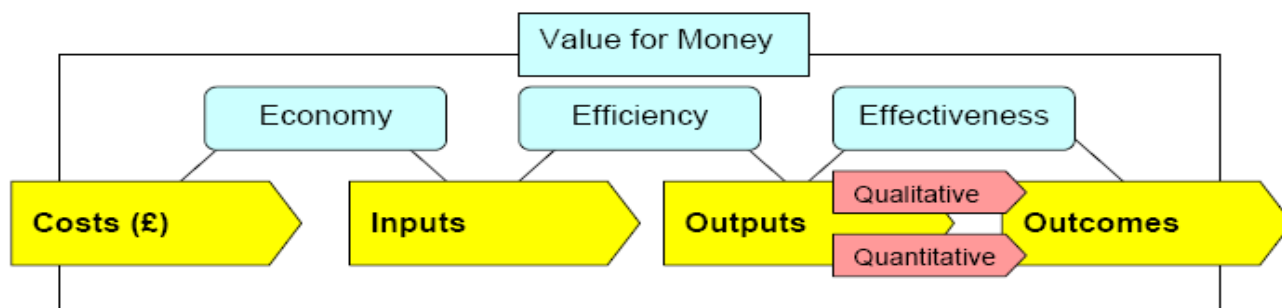 Value for Money
Economy
Efficiency
Effectiveness
Costs (£)
Inputs
Outputs
Qualitative
Quantitative
Outcomes